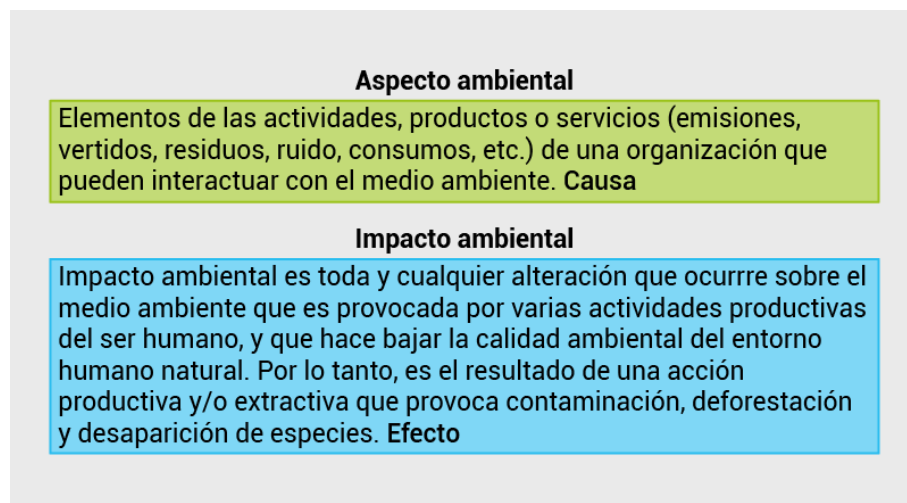 Aspecto ambiental
Elementos de las actividades, productos o servicios (emisiones,
vertidos, residuos, ruido, consumos, etc.) de una organización que
pueden interactuar con el medio ambiente. Causa
Impacto ambiental
Impacto ambiental es toda y cualquier alteración que ocurrre sobre el
medio ambiente que es provocada por varias actividades productivas
del ser humano, y que hace bajar la calidad ambiental del entorno
humano natural. Por lo tanto, es el resultado de una acción
productiva y/o extractiva que provoca contaminación, deforestación
y desaparición de especies. Efecto